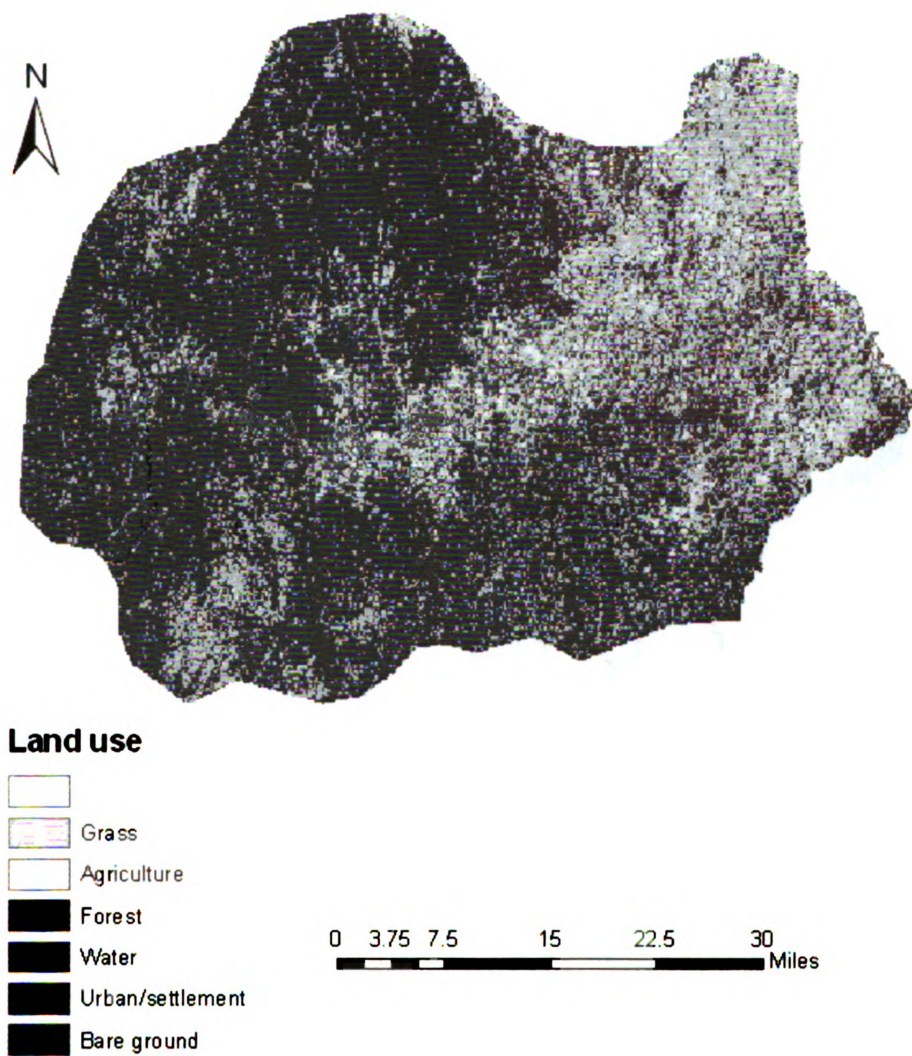 N
Land use
Grass
Agriculture
Forest
Water
Urban/settlement
Bare ground
0 3.75 7.5 15 22.5 30
Miles